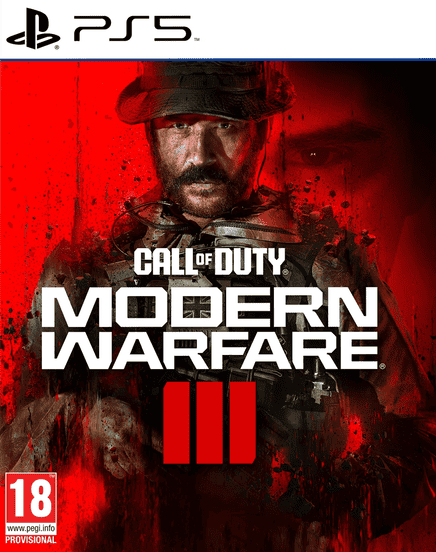 PS5
CALL OF DUTY
MODERN
WARFARE
III
18
www.pegi.info
PROVISIONAL